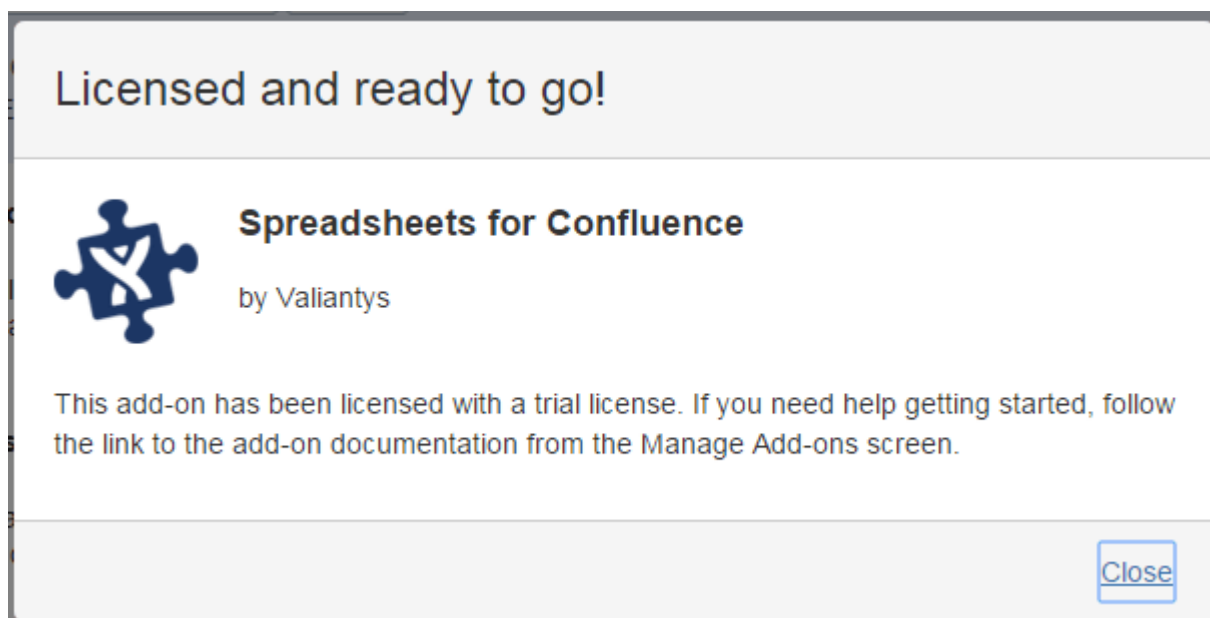 Licensed and ready to go!
Spreadsheets for Confluence
by Valiantys
This add-on has been licensed with a trial license. If you need help getting started, follow
the link to the add-on documentation from the Manage Add-ons screen.
Close